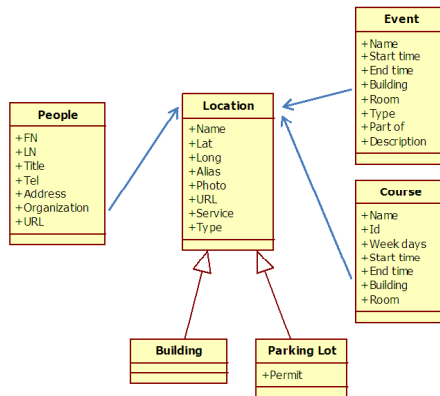 Event
+Name
+Start time
+End time
+Building
+Room
+Type
+Part of
+Description
Location
+Name
+Lat
+Long
+Alias
+Photo
+URL
+Service
+Type
People
+FN
+LN
+Title
+Tel
+Address
+Organization
+URL
Course
+Name
+Id
+Week days
+Start time
+End time
+Building
+Room
Building
Parking Lot
+Permit